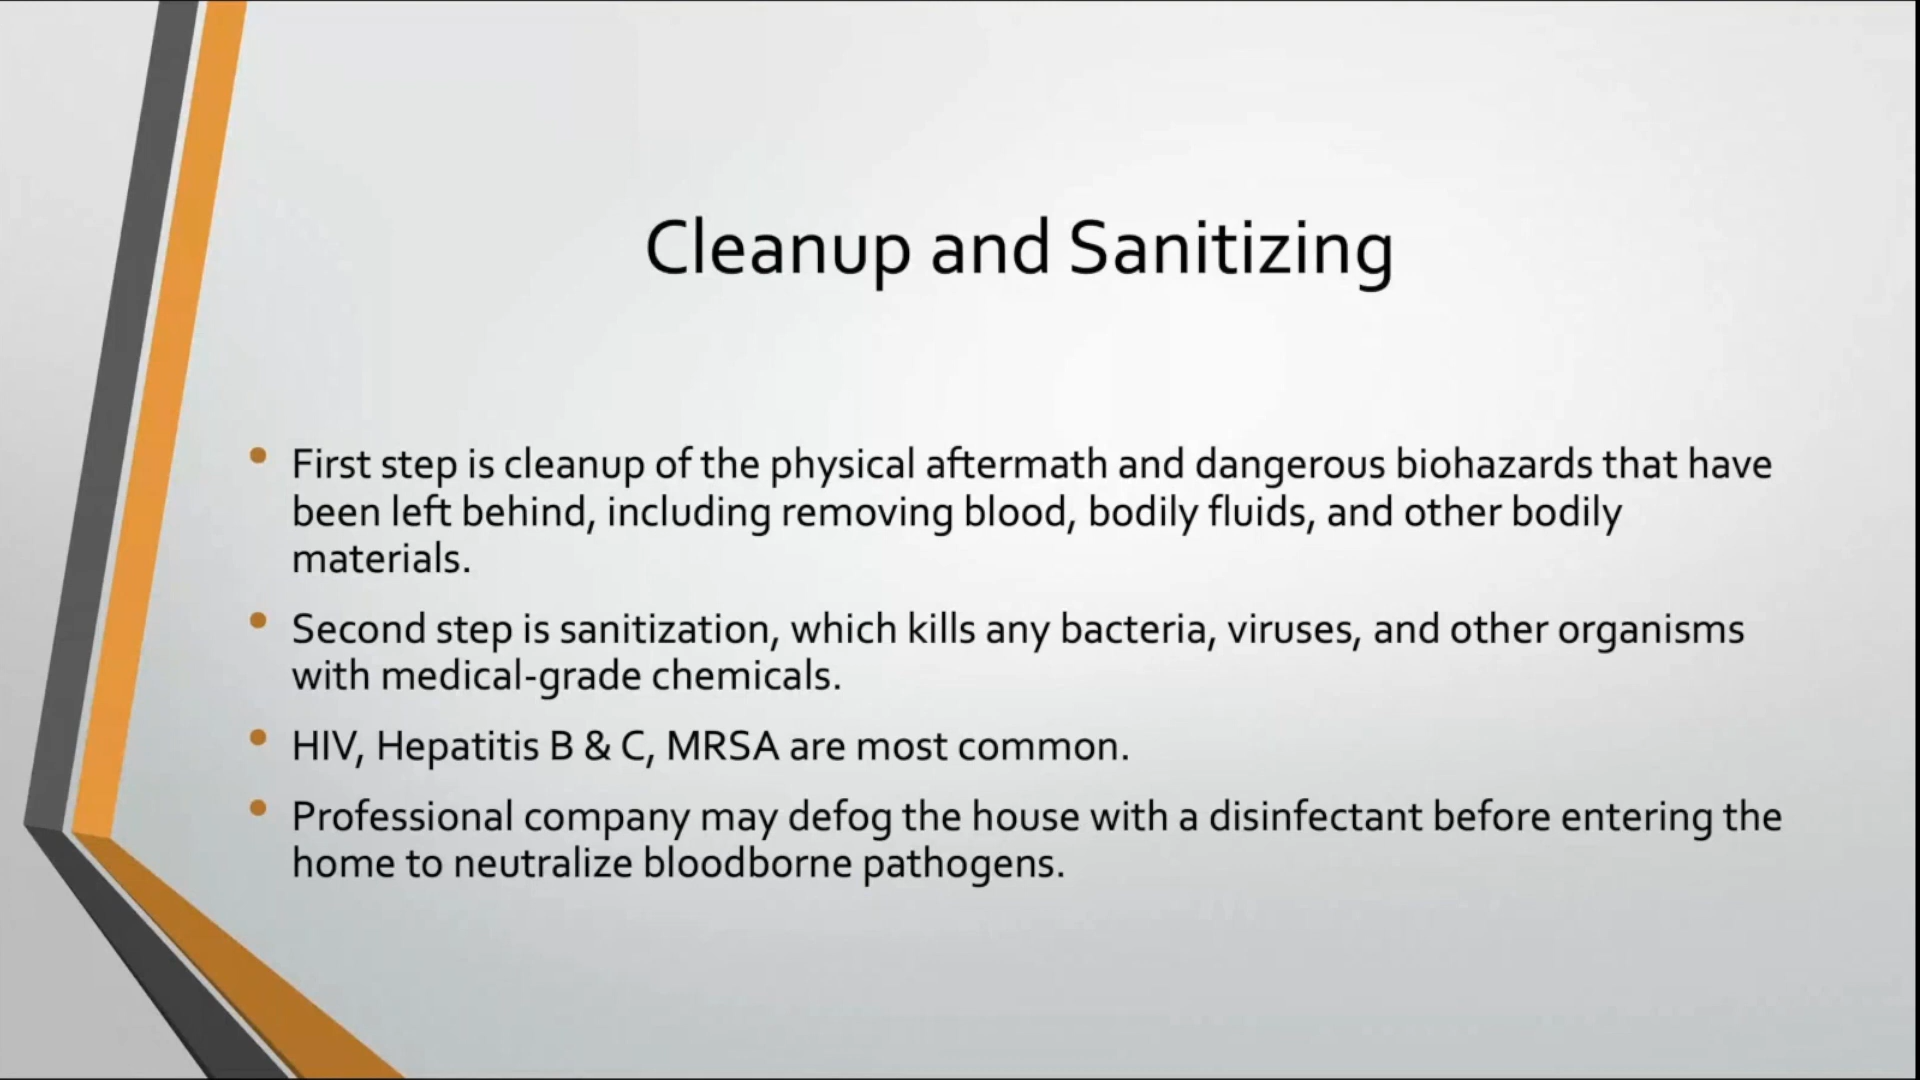 Cleanup and Sanitizing
First step is cleanup of the physical aftermath and dangerous biohazards that have
been left behind, including removing blood, bodily fluids, and other bodily
materials.
Second step is sanitization, which kills any bacteria, viruses, and other organisms
with medical-grade chemicals.
HIV, Hepatitis B & C, MRSA are most common.
Professional company may defog the house with a disinfectant before entering the
home to neutralize bloodborne pathogens.